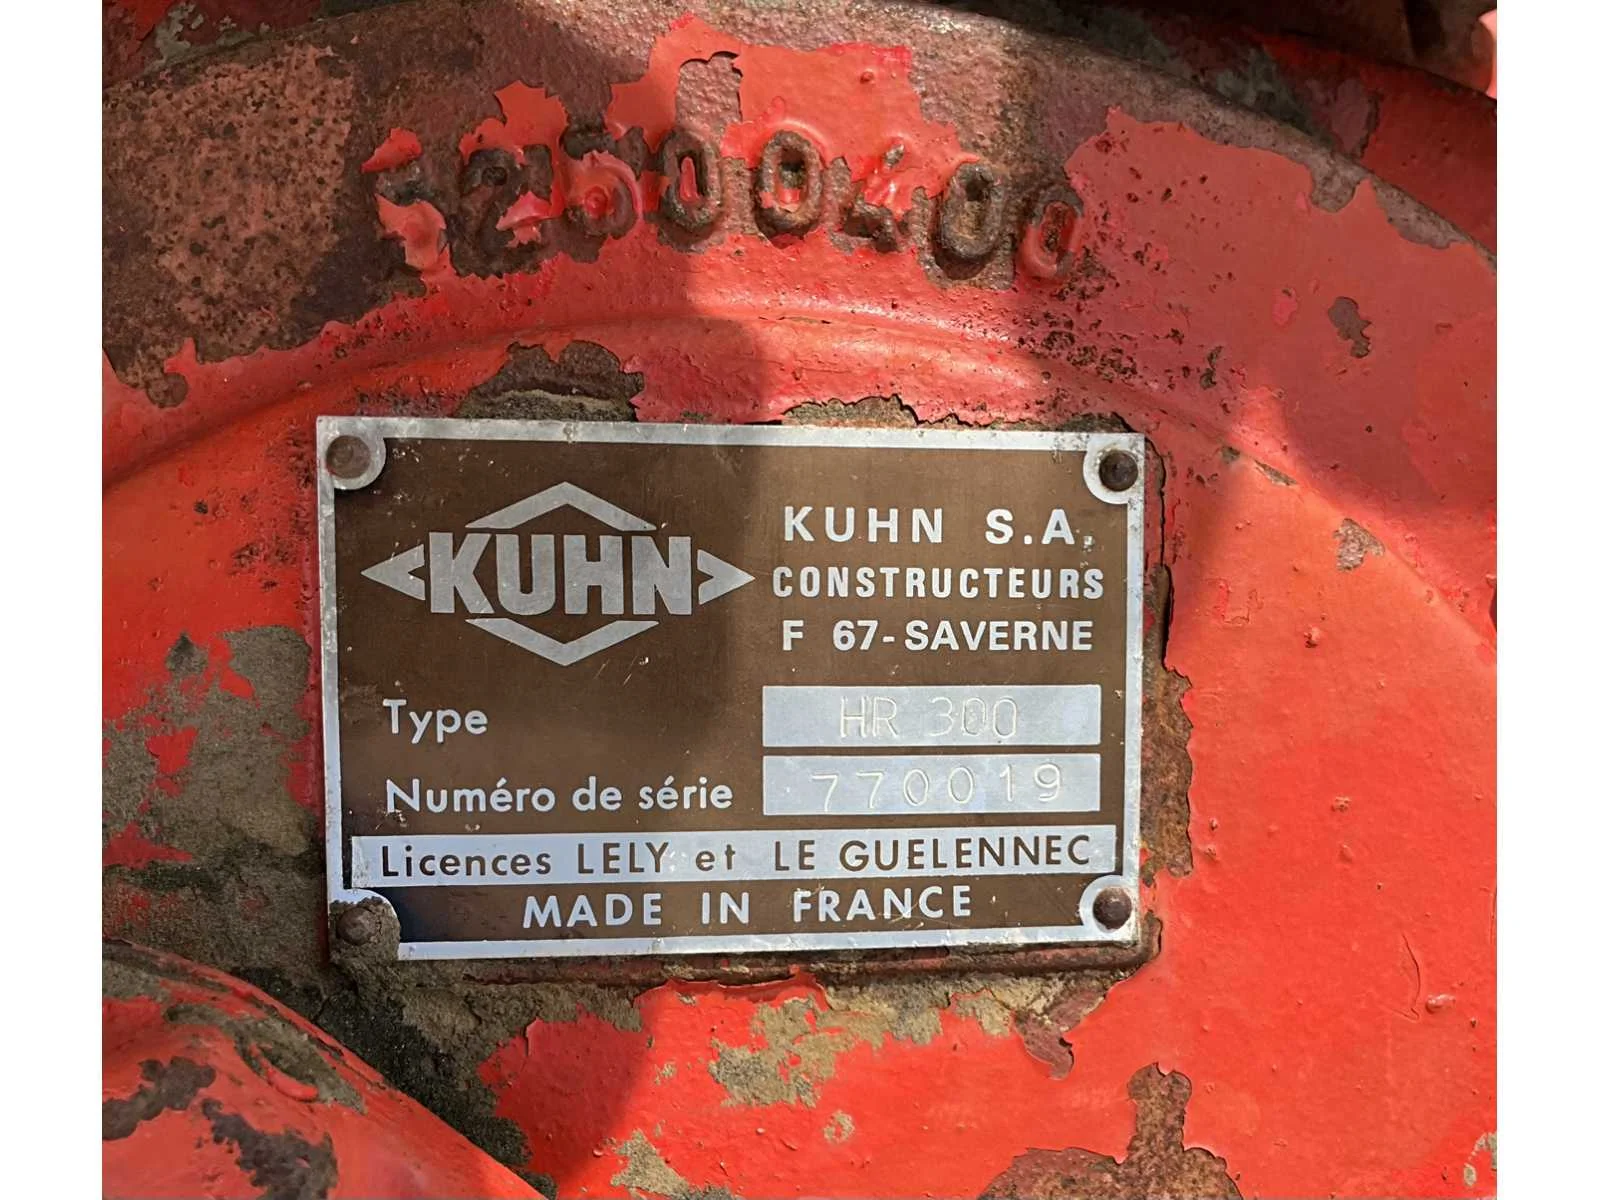 52500400
KUHN
KUHN S.A.
CONSTRUCTEURS
F 67-SAVERNE
Type HR 300
Numéro de série 770019
Licences LELY et LE GUELENNEC
MADE IN FRANCE